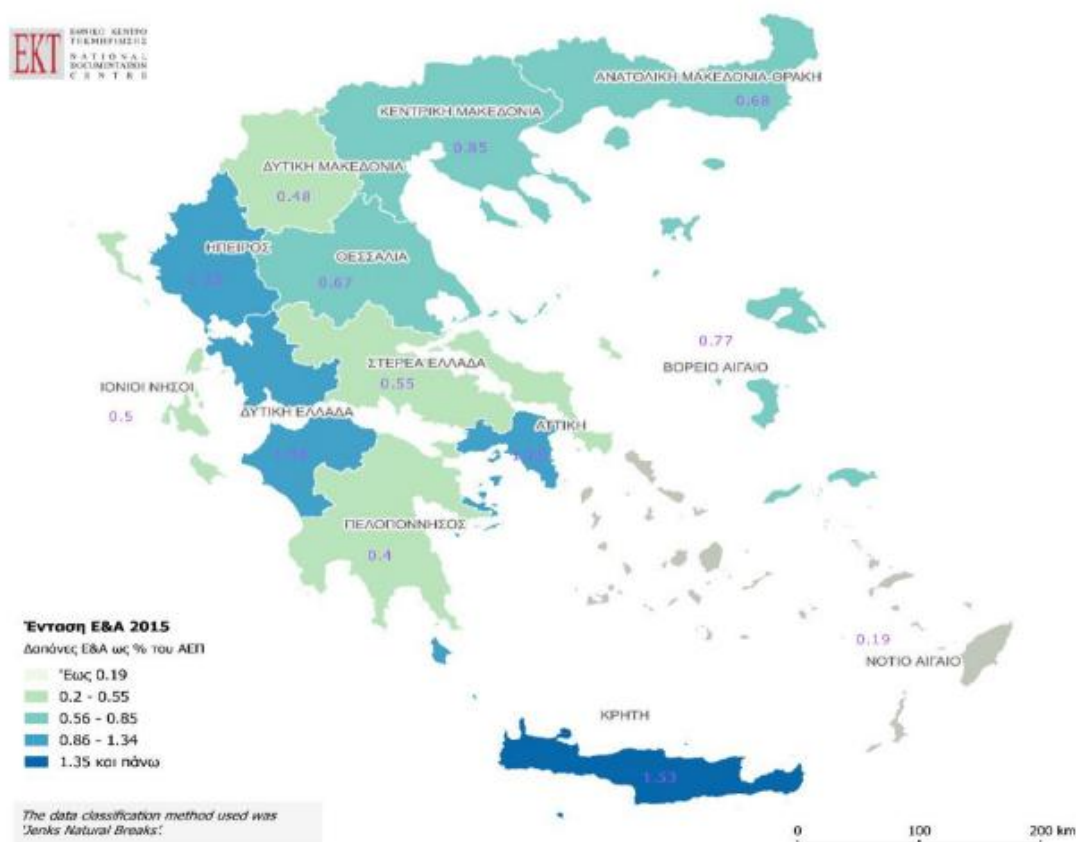 EKT
ΕΘΝΙΚΟ ΚΕΝΤΡΟ
ΤΕΚΜΗΡΙΩΣΗΣ
NATIONAL
DOCUMENTATION
CENTRE
ΑΝΑΤΟΛΙΚΗ ΜΑΚΕΔΟΝΙΑ-ΘΡΑΚΗ
0.68
ΚΕΝΤΡΙΚΗ ΜΑΚΕΔΟΝΙΑ
0.85
ΔΥΤΙΚΗ ΜΑΚΕΔΟΝΙΑ
0.48
ΗΠΕΙΡΟΣ
ΘΕΣΣΑΛΙΑ
0.67
0.77
ΒΟΡΕΙΟ ΑΙΓΑΙΟ
ΣΤΕΡΕΑ ΕΛΛΑΔΑ
0.55
ΙΟΝΙΟΙ ΝΗΣΟΙ
0.5
ΔΥΤΙΚΗ ΕΛΛΑΔΑ
ΑΤΤΙΚΗ
ΠΕΛΟΠΟΝΝΗΣΟΣ
0.4
0.19
ΝΟΤΙΟ ΑΙΓΑΙΟ
ΚΡΗΤΗ
1.53
Ένταση Ε&Α 2015
Δαπάνες Ε&Α ως % του ΑΕΠ
Έως 0.19
0.2 - 0.55
0.56 - 0.85
0.86 - 1.34
1.35 και πάνω
The data classification method used was
'Jenks Natural Breaks'.
0 100 200 km